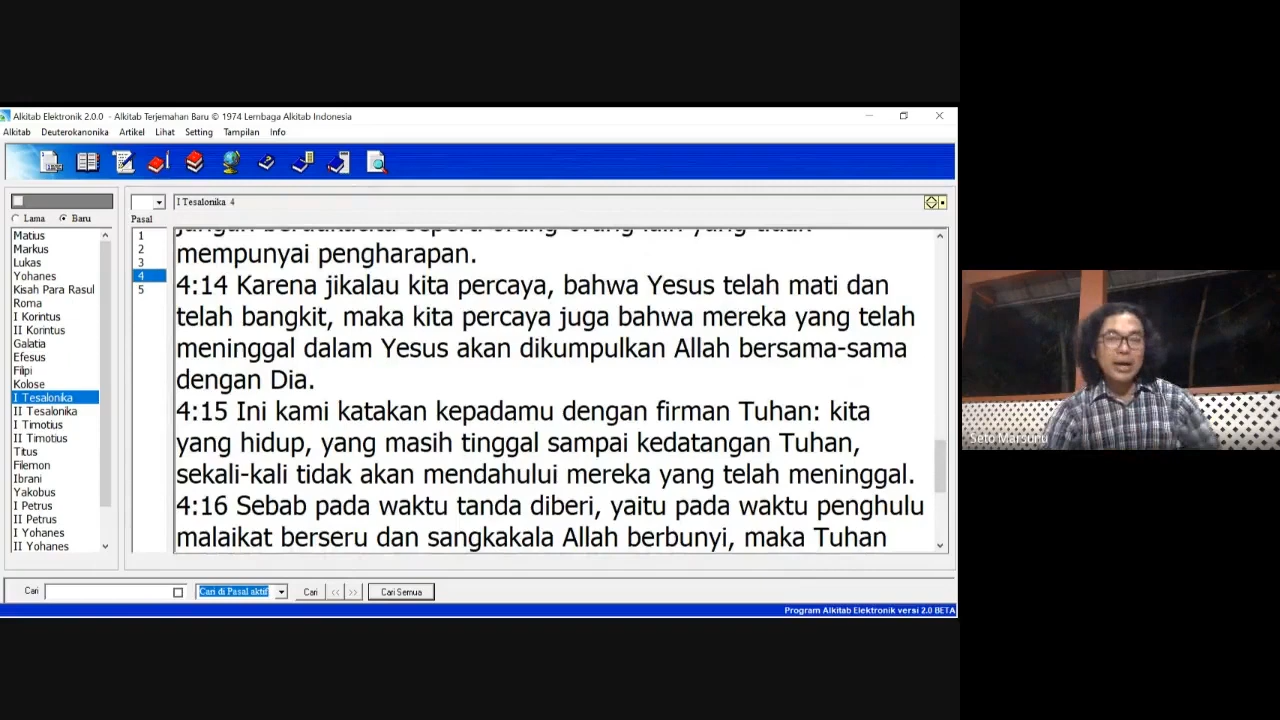 Alkitab Elektronik 2.0.0 - Alkitab Terjemahan Baru © 1974 Lembaga Alkitab Indonesia
Alkitab Deuterokanonika Artikel Lihat Setting Tampilan Info
I Tesalonika 4
Lama Baru
Pasal
Matius
Markus
Lukas
Yohanes
Kisah Para Rasul
Roma
I Korintus
II Korintus
Galatia
Efesus
Filipi
Kolose
I Tesalonika
II Tesalonika
I Timotius
II Timotius
Titus
Filemon
Ibrani
Yakobus
I Petrus
II Petrus
I Yohanes
II Yohanes
1
2
3
4
5
jangan berdukacita seperti orang-orang lain yang tidak
mempunyai pengharapan.
4:14 Karena jikalau kita percaya, bahwa Yesus telah mati dan
telah bangkit, maka kita percaya juga bahwa mereka yang telah
meninggal dalam Yesus akan dikumpulkan Allah bersama-sama
dengan Dia.
4:15 Ini kami katakan kepadamu dengan firman Tuhan: kita
yang hidup, yang masih tinggal sampai kedatangan Tuhan,
sekali-kali tidak akan mendahului mereka yang telah meninggal.
4:16 Sebab pada waktu tanda diberi, yaitu pada waktu penghulu
malaikat berseru dan sangkakala Allah berbunyi, maka Tuhan
Cari Cari di Pasal aktif Cari << >> Cari Semua
Program Alkitab Elektronik versi 2.0 BETA
Seto Marsunu